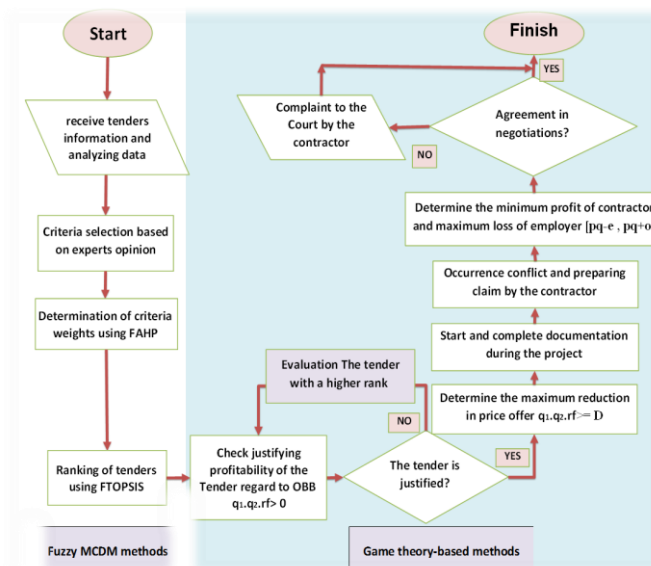 Start
receive tenders
information and
analyzing data
Criteria selection based
on experts opinion
Determination of criteria
weights using FAHP
Ranking of tenders
using FTOPSIS
Fuzzy MCDM methods
Check justifying
profitability of the
Tender regard to OBB
q₁.q₂.rf> 0
Evaluation The tender
with a higher rank
NO
The tender is
justified?
YES
Determine the maximum reduction
in price offer q₁.q₂.rf>= D
Start and complete documentation
during the project
Occurrence conflict and preparing
claim by the contractor
Determine the minimum profit of contractor
and maximum loss of employer [pq-e , pq+o
Agreement in
negotiations?
NO
Complaint to the
Court by the
contractor
YES
Finish
Game theory-based methods